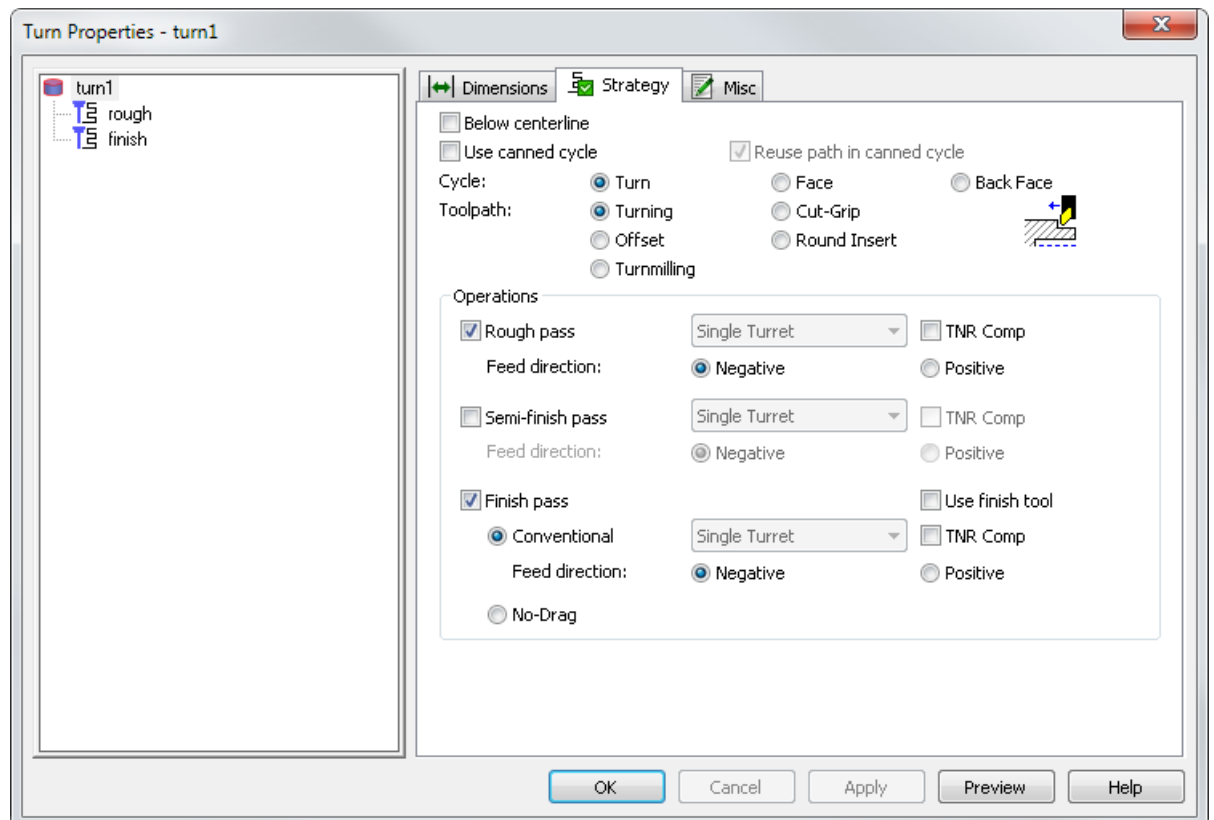 Turn Properties - turn1
turn1
rough
finish
Dimensions Strategy Misc
Below centerline
Use canned cycle Reuse path in canned cycle
Cycle: Turn Face Back Face
Toolpath: Turning Cut-Grip
Offset Round Insert
Turnmilling
Operations
Rough pass Single Turret TNR Comp
Feed direction: Negative Positive
Semi-finish pass Single Turret TNR Comp
Feed direction: Negative Positive
Finish pass Use finish tool
Conventional Single Turret TNR Comp
Feed direction: Negative Positive
No-Drag
OK Cancel Apply Preview Help